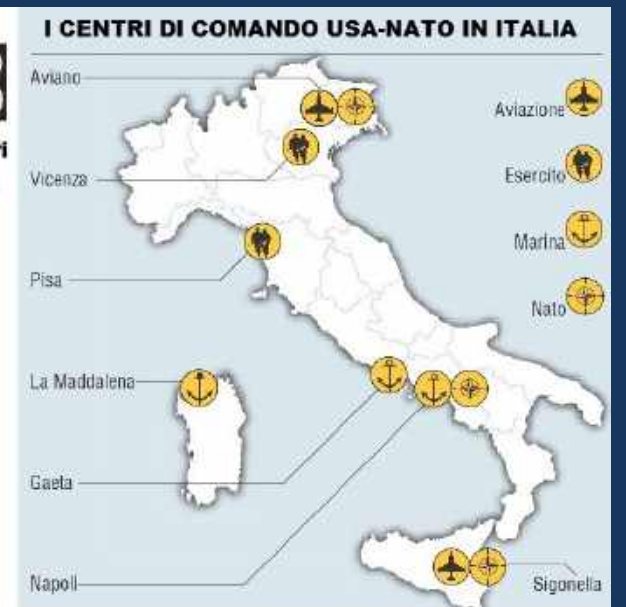 I CENTRI DI COMANDO USA-NATO IN ITALIA
Aviano
Aviazione
Vicenza
Esercito
Marina
Pisa
Nato
La Maddalena
Gaeta
Napoli
Sigonella